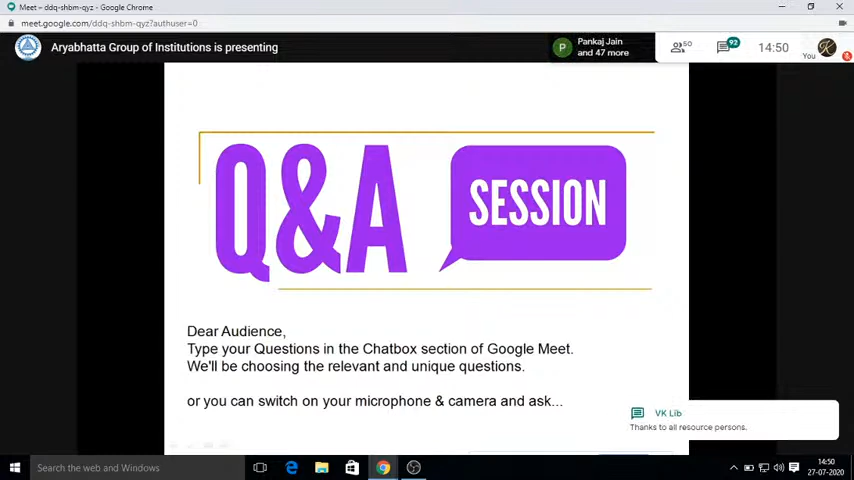 Meet – ddq-shbm-qyz - Google Chrome
meet.google.com/ddq-shbm-qyz?authuser=0
Aryabhatta Group of Institutions is presenting
P
Pankaj Jain
and 47 more
50
92
14:50
You
Q&A
SESSION
Dear Audience,
Type your Questions in the Chatbox section of Google Meet.
We'll be choosing the relevant and unique questions.
or you can switch on your microphone & camera and ask...
VK Lib
Thanks to all resource persons.
Search the web and Windows
14:50
27-07-2020